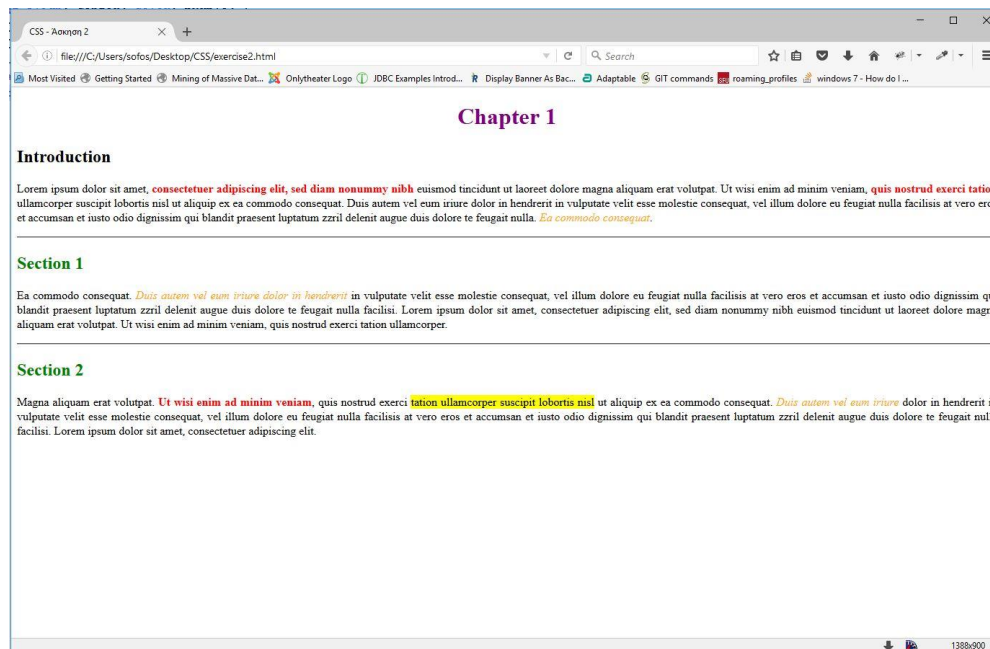 CSS - Άσκηση 2
file:///C:/Users/sofos/Desktop/CSS/exercise2.html
Search
Most Visited Getting Started Mining of Massive Dat... Onlytheater Logo JDBC Examples Introd... Display Banner As Bac... Adaptable GIT commands roaming_profiles windows 7 - How do I ...
Chapter 1
Introduction
Lorem ipsum dolor sit amet, consectetuer adipiscing elit, sed diam nonummy nibh euismod tincidunt ut laoreet dolore magna aliquam erat volutpat. Ut wisi enim ad minim veniam, quis nostrud exerci tatio
ullamcorper suscipit lobortis nisl ut aliquip ex ea commodo consequat. Duis autem vel eum iriure dolor in hendrerit in vulputate velit esse molestie consequat, vel illum dolore eu feugiat nulla facilisis at vero ero
et accumsan et iusto odio dignissim qui blandit praesent luptatum zzril delenit augue duis dolore te feugait nulla. Ea commodo consequat.
Section 1
Ea commodo consequat. Duis autem vel eum iriure dolor in hendrerit in vulputate velit esse molestie consequat, vel illum dolore eu feugiat nulla facilisis at vero eros et accumsan et iusto odio dignissim qu
blandit praesent luptatum zzril delenit augue duis dolore te feugait nulla facilisi. Lorem ipsum dolor sit amet, consectetuer adipiscing elit, sed diam nonummy nibh euismod tincidunt ut laoreet dolore magn
aliquam erat volutpat. Ut wisi enim ad minim veniam, quis nostrud exerci tation ullamcorper.
Section 2
Magna aliquam erat volutpat. Ut wisi enim ad minim veniam, quis nostrud exerci tation ullamcorper suscipit lobortis nisl ut aliquip ex ea commodo consequat. Duis autem vel eum iriure dolor in hendrerit i
vulputate velit esse molestie consequat, vel illum dolore eu feugiat nulla facilisis at vero eros et accumsan et iusto odio dignissim qui blandit praesent luptatum zzril delenit augue duis dolore te feugait nul
facilisi. Lorem ipsum dolor sit amet, consectetuer adipiscing elit.
1388x900